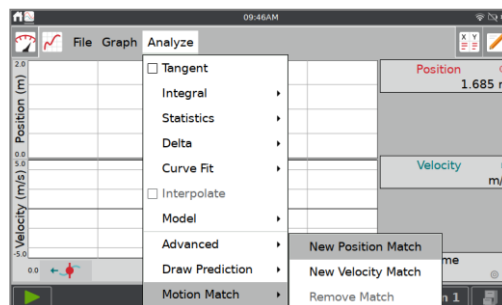 09:46AM
File Graph Analyze
X Y
Tangent
Integral
Statistics
Delta
Curve Fit
Interpolate
Model
Advanced
Draw Prediction
Motion Match
New Position Match
New Velocity Match
Remove Match
2.0
Position (m)
0.0
5.0
Velocity (m/s)
-5.0
0.0
Position
1.685
Velocity
m/
1